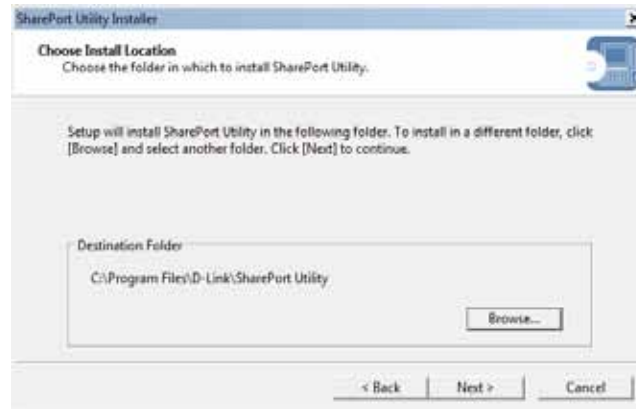 SharePort Utility Installer
Choose Install Location
Choose the folder in which to install SharePort Utility.
Setup will install SharePort Utility in the following folder. To install in a different folder, click
[Browse] and select another folder. Click [Next] to continue.
Destination Folder
C:\Program Files\D-Link\SharePort Utility
Browse...
< Back
Next >
Cancel